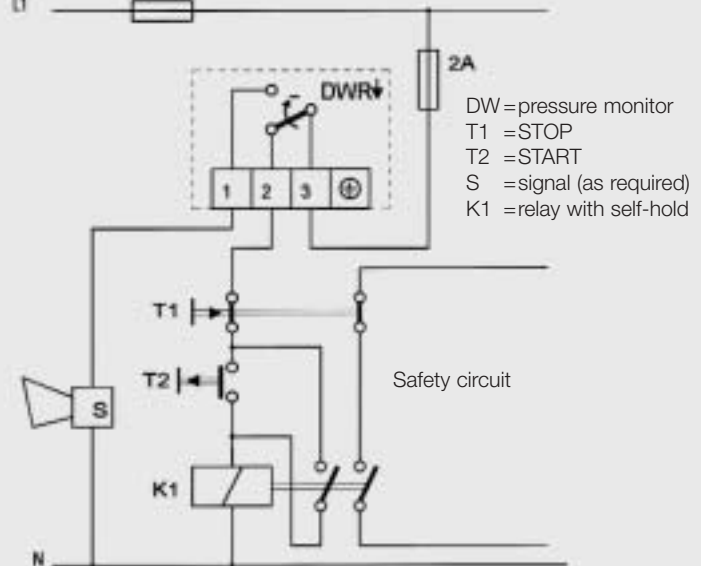 L1
2A
DWR↓
DW = pressure monitor
T1 = STOP
T2 = START
S = signal (as required)
K1 = relay with self-hold
1 2 3
T1
T2
Safety circuit
S
K1
N